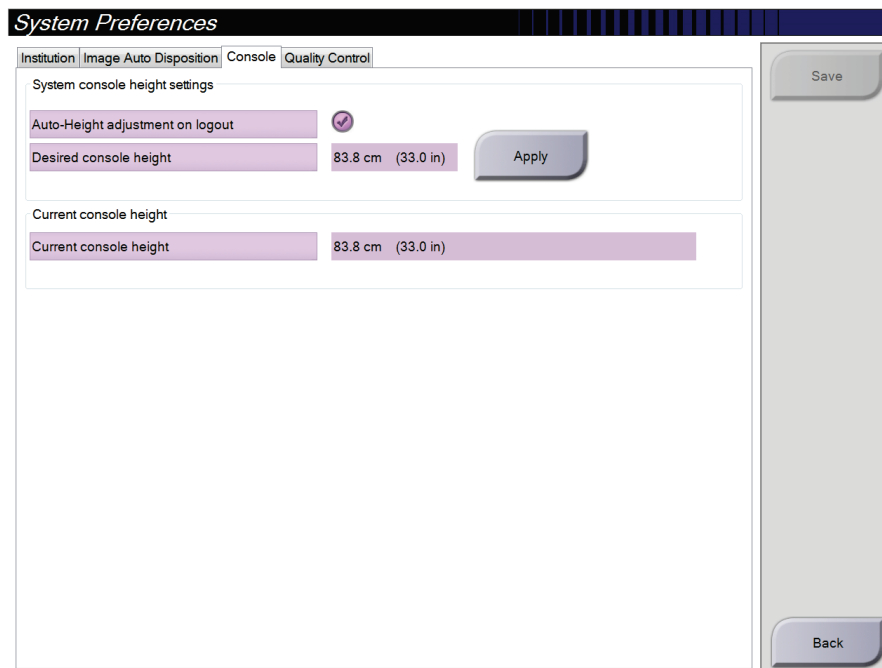 System Preferences
Institution Image Auto Disposition Console Quality Control
Save
System console height settings
Auto-Height adjustment on logout
Desired console height 83.8 cm (33.0 in) Apply
Current console height
Current console height 83.8 cm (33.0 in)
Back